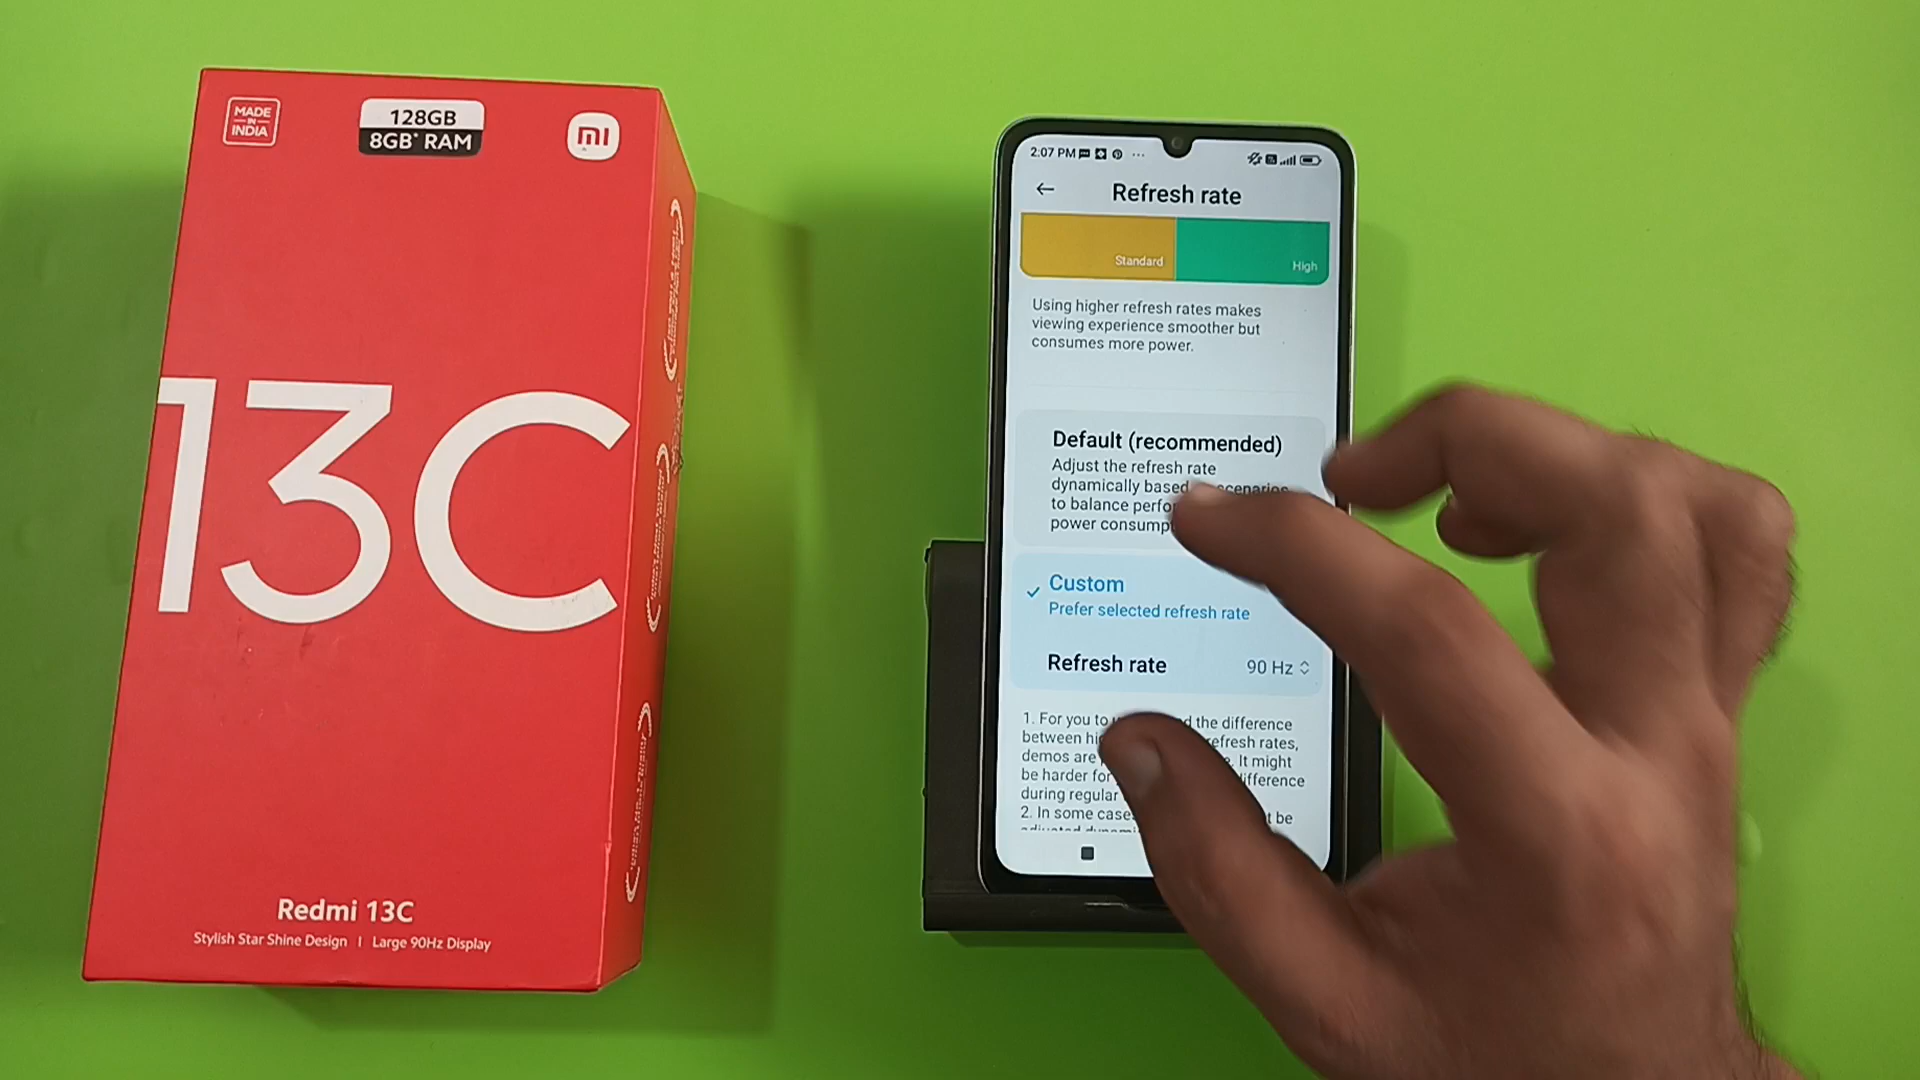 MADE
IN
INDIA
128GB
8GB* RAM
mi
13C
Redmi 13C
Stylish Star Shine Design | Large 90Hz Display
2:07 PM
Refresh rate
Standard
High
Using higher refresh rates makes
viewing experience smoother but
consumes more power.
Default (recommended)
Adjust the refresh rate
dynamically based scenarios
to balance
power
Custom
Prefer selected refresh rate
Refresh rate
90 Hz
1. For you to the difference
between refresh rates,
demos are It might
be harder for difference
during regular
2. In some be